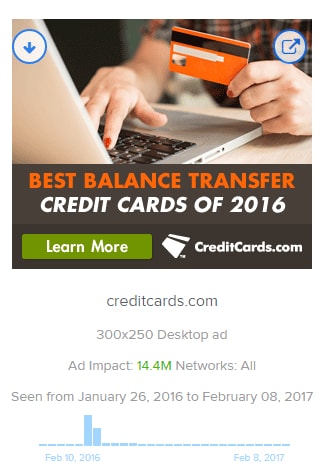 BEST BALANCE TRANSFER
CREDIT CARDS OF 2016
Learn More
CreditCards.com
creditcards.com
300x250 Desktop ad
Ad Impact: 14.4M Networks: All
Seen from January 26, 2016 to February 08, 2017
Feb 10, 2016
Feb 8, 2017